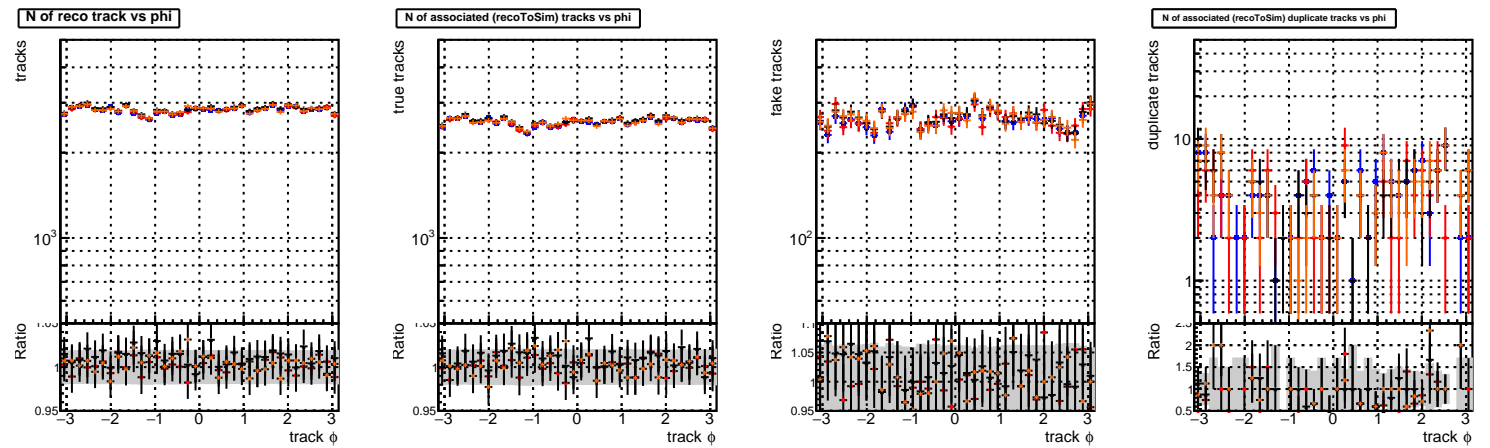 N of reco track vs phi
tracks
10³
Ratio
1.05
1
0.95
−3 −2 −1 0 1 2 3
track ϕ
N of associated (recoToSim) tracks vs phi
true tracks
10³
Ratio
1.05
1
0.95
−3 −2 −1 0 1 2 3
track ϕ
fake tracks
10²
Ratio
1.1
1.05
1
0.95
−3 −2 −1 0 1 2 3
track ϕ
N of associated (recoToSim) duplicate tracks vs phi
duplicate tracks
10
1
Ratio
2.5
2
1.5
1
0.5
−3 −2 −1 0 1 2 3
track ϕ